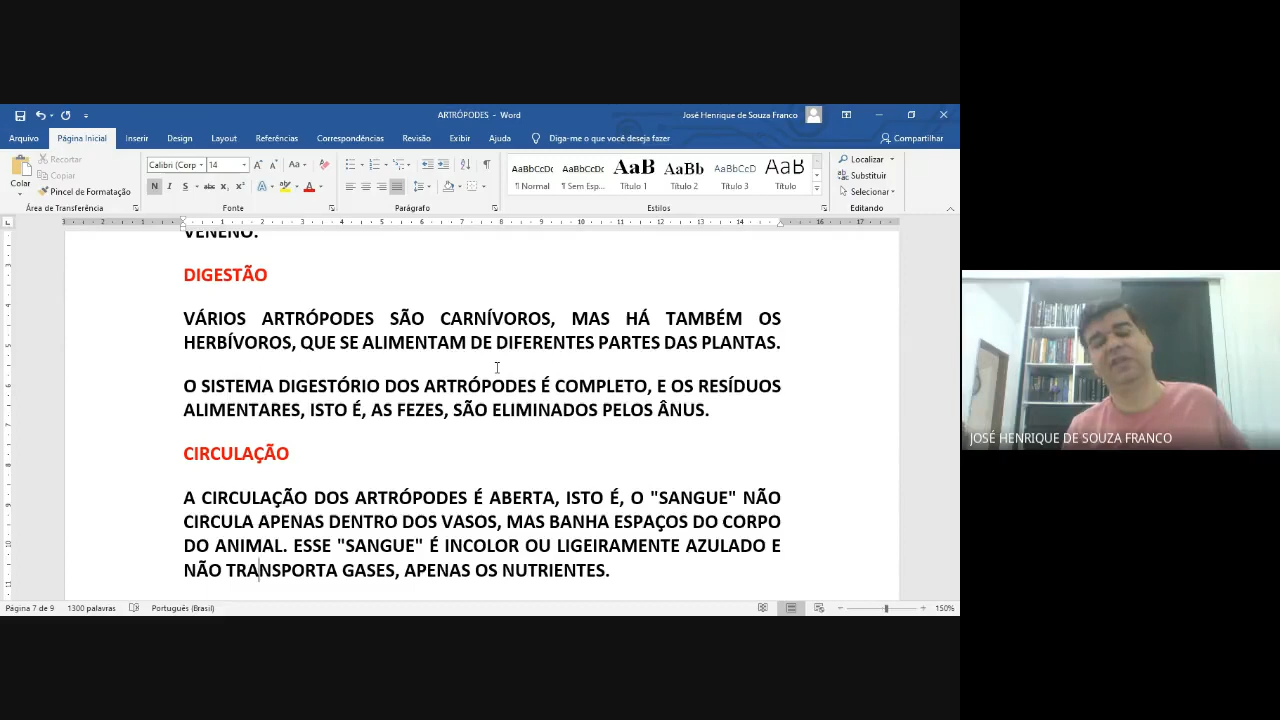 ARTRÓPODES - Word
José Henrique de Souza Franco
Arquivo Página Inicial Inserir Design Layout Referências Correspondências Revisão Exibir Ajuda Diga-me o que você deseja fazer Compartilhar
Colar
Recortar
Copiar
Pincel de Formatação
Área de Transferência
Calibri (Corp 14
Fonte
Parágrafo
AaBbCcDc AaBbCcDc AaB AaBb AaBbCcD AaB
¶ Normal ¶ Sem Esp... Título 1 Título 2 Título 3 Título
Estilos
Localizar
Substituir
Selecionar
Editando
VENENO.
DIGESTÃO
VÁRIOS ARTRÓPODES SÃO CARNÍVOROS, MAS HÁ TAMBÉM OS
HERBÍVOROS, QUE SE ALIMENTAM DE DIFERENTES PARTES DAS PLANTAS.
O SISTEMA DIGESTÓRIO DOS ARTRÓPODES É COMPLETO, E OS RESÍDUOS
ALIMENTARES, ISTO É, AS FEZES, SÃO ELIMINADOS PELOS ÂNUS.
CIRCULAÇÃO
A CIRCULAÇÃO DOS ARTRÓPODES É ABERTA, ISTO É, O "SANGUE" NÃO
CIRCULA APENAS DENTRO DOS VASOS, MAS BANHA ESPAÇOS DO CORPO
DO ANIMAL. ESSE "SANGUE" É INCOLOR OU LIGEIRAMENTE AZULADO E
NÃO TRANSPORTA GASES, APENAS OS NUTRIENTES.
Página 7 de 9 1300 palavras Português (Brasil) 150%
JOSÉ HENRIQUE DE SOUZA FRANCO